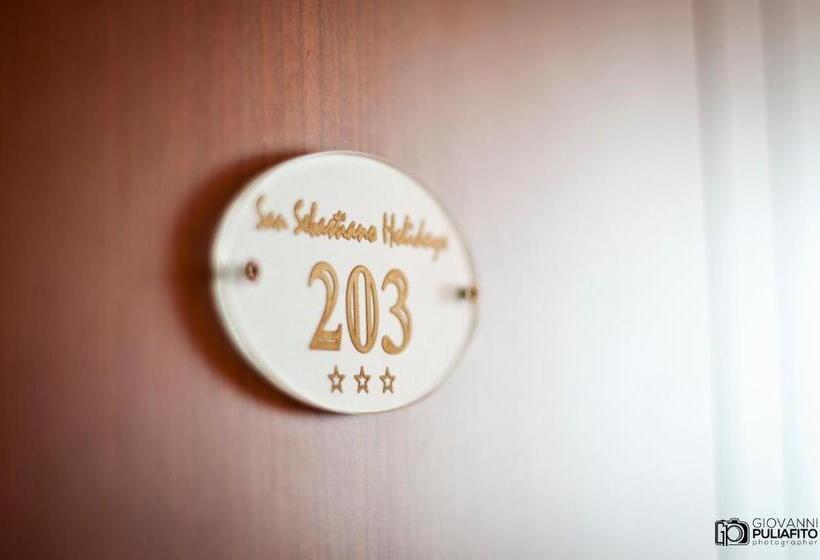 San Sebastiano Holidays
203
GIOVANNI
PULIAFITO
photographer